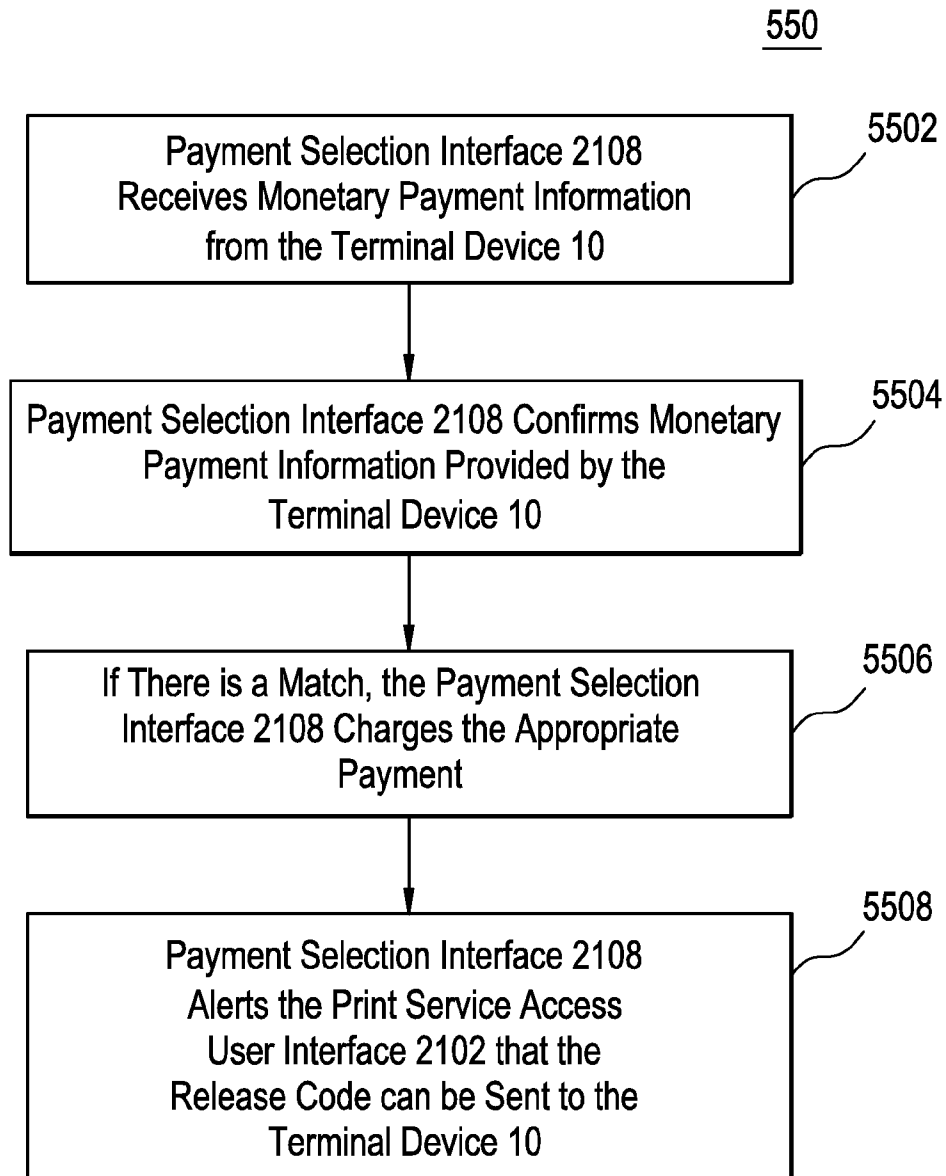 550
Payment Selection Interface 2108
Receives Monetary Payment Information
from the Terminal Device 10
5502
Payment Selection Interface 2108 Confirms Monetary
Payment Information Provided by the
Terminal Device 10
5504
If There is a Match, the Payment Selection
Interface 2108 Charges the Appropriate
Payment
5506
Payment Selection Interface 2108
Alerts the Print Service Access
User Interface 2102 that the
Release Code can be Sent to the
Terminal Device 10
5508